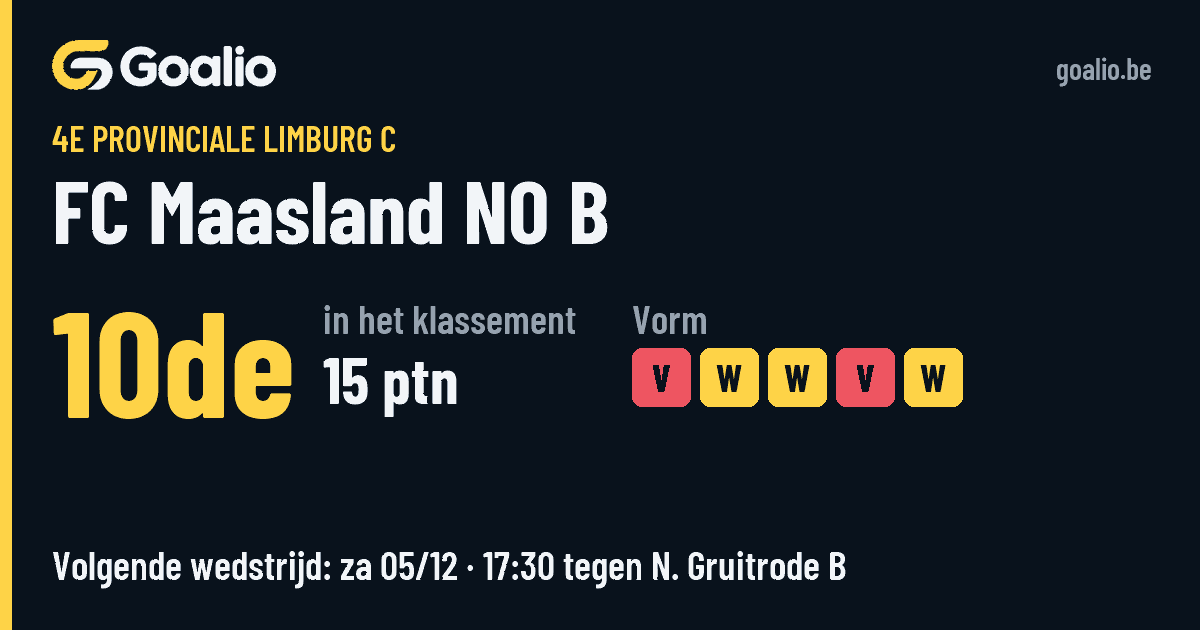 Goalio
goalio.be
4E PROVINCIALE LIMBURG C
FC Maasland NO B
10de
in het klassement
15 ptn
Vorm
V W W V W
Volgende wedstrijd: za 05/12 · 17:30 tegen N. Gruitrode B